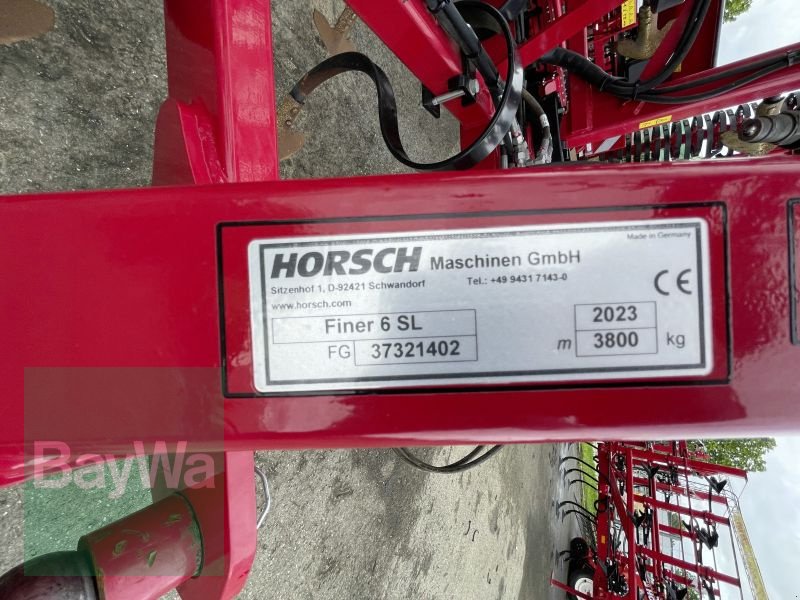 HORSCH Maschinen GmbH
Made in Germany
Sitzenhof 1, D-92421 Schwandorf Tel.: +49 9431 7143-0
www.horsch.com
CE
Finer 6 SL
2023
FG 37321402
m 3800 kg
BayWa